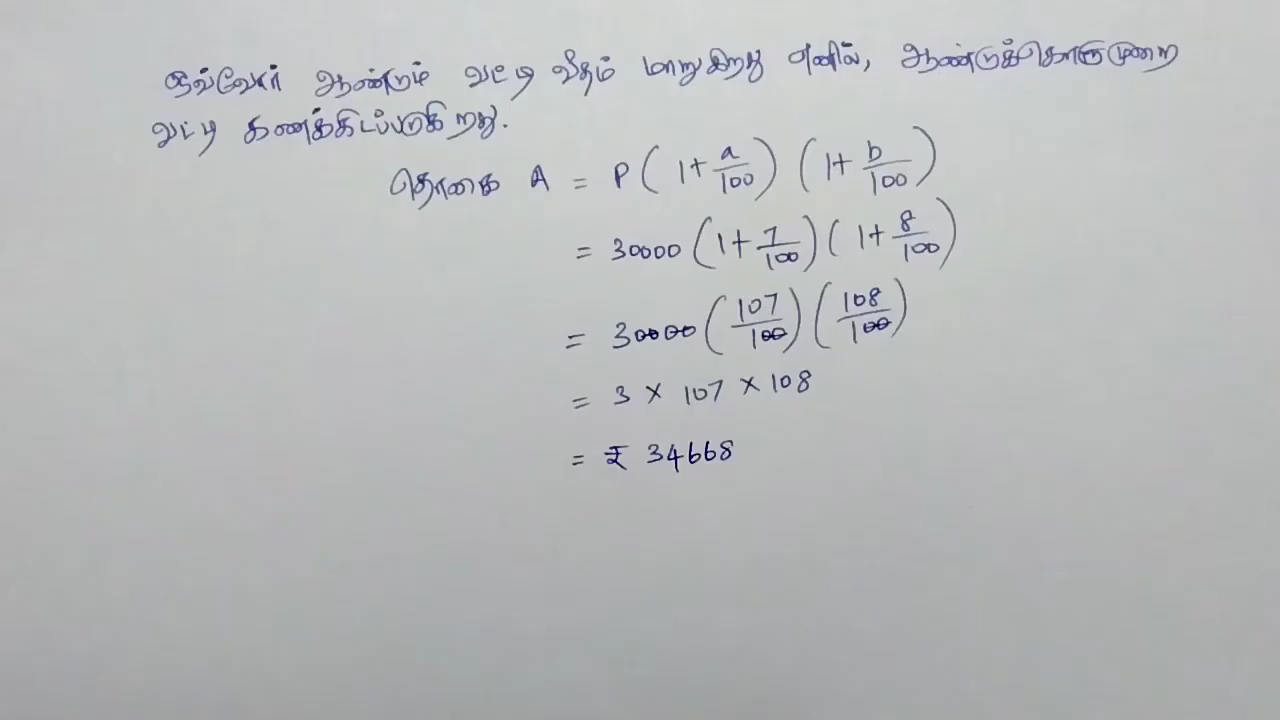 ஒவ்வோர் ஆண்டும் வட்டி வீதம் மாறுகிறது எனில், ஆண்டுக்கொருமுறை
வட்டி கணக்கிடப்படுகிறது.
தொகை A = P ( 1 + a/100 ) ( 1 + b/100 )
= 30000 ( 1 + 7/100 ) ( 1 + 8/100 )
= 30000 ( 107/100 ) ( 108/100 )
= 3 × 107 × 108
= ₹ 34668